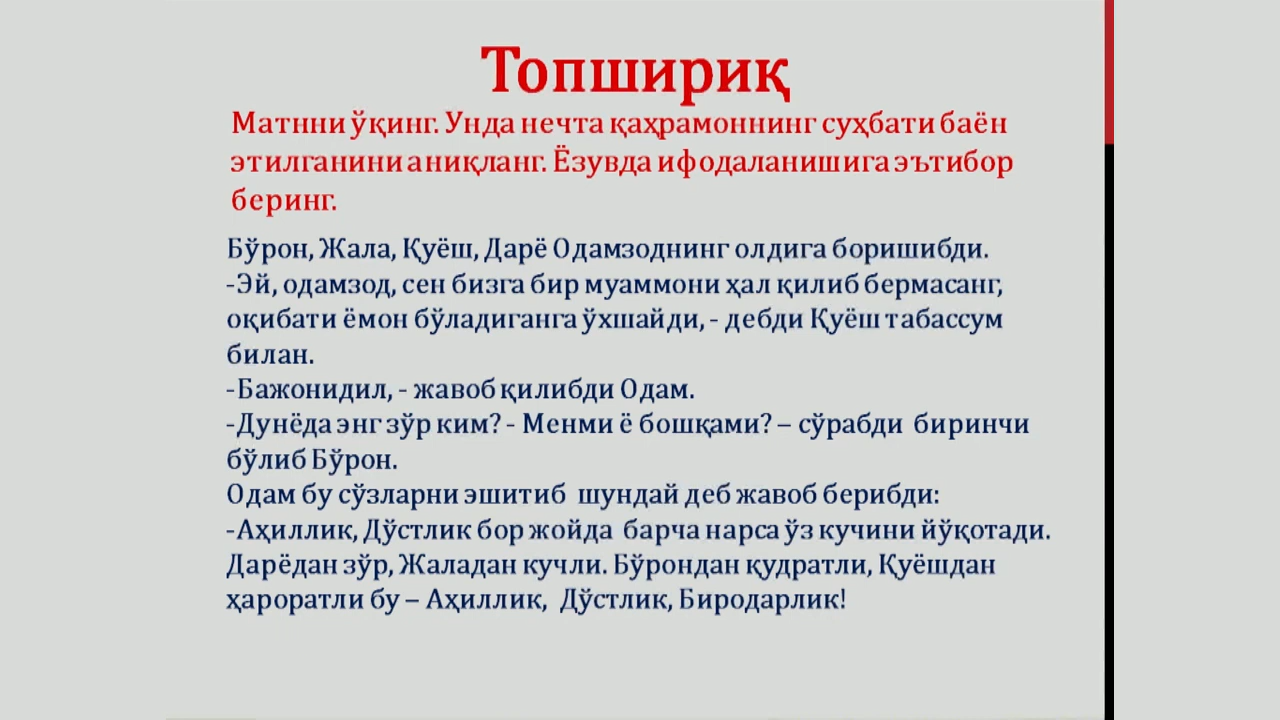 Топшириқ
Матнни ўқинг. Унда нечта қаҳрамоннинг суҳбати баён
этилганини аниқланг. Ёзувда ифодаланишига эътибор
беринг.
Бўрон, Жала, Қуёш, Дарё Одамзоднинг олдига боришибди.
-Эй, одамзод, сен бизга бир муаммони ҳал қилиб бермасанг,
оқибати ёмон бўладиганга ўхшайди, - дебди Қуёш табассум
билан.
-Бажонидил, - жавоб қилибди Одам.
-Дунёда энг зўр ким? - Менми ё бошқами? – сўрабди биринчи
бўлиб Бўрон.
Одам бу сўзларни эшитиб шундай деб жавоб берибди:
-Аҳиллик, Дўстлик бор жойда барча нарса ўз кучини йўқотади.
Дарёдан зўр, Жаладан кучли. Бўрондан қудратли, Қуёшдан
ҳароратли бу – Аҳиллик, Дўстлик, Биродарлик!